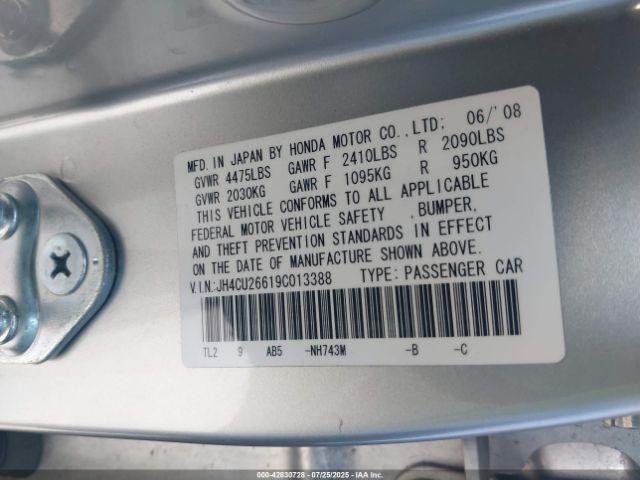 MFD. IN JAPAN BY HONDA MOTOR CO.,LTD: 06/'08
GVWR 4475LBS GAWR F 2410LBS R 2090LBS
GVWR 2030KG GAWR F 1095KG R 950KG
THIS VEHICLE CONFORMS TO ALL APPLICABLE
FEDERAL MOTOR VEHICLE SAFETY ,BUMPER,
AND THEFT PREVENTION STANDARDS IN EFFECT
ON THE DATE OF MANUFACTURE SHOWN ABOVE.
V.I.N:JH4CU26619C013388 TYPE: PASSENGER CAR
TL2 9 AB5 -NH743M -B -C
000-42830728 - 07/25/2025 - IAAI.COM